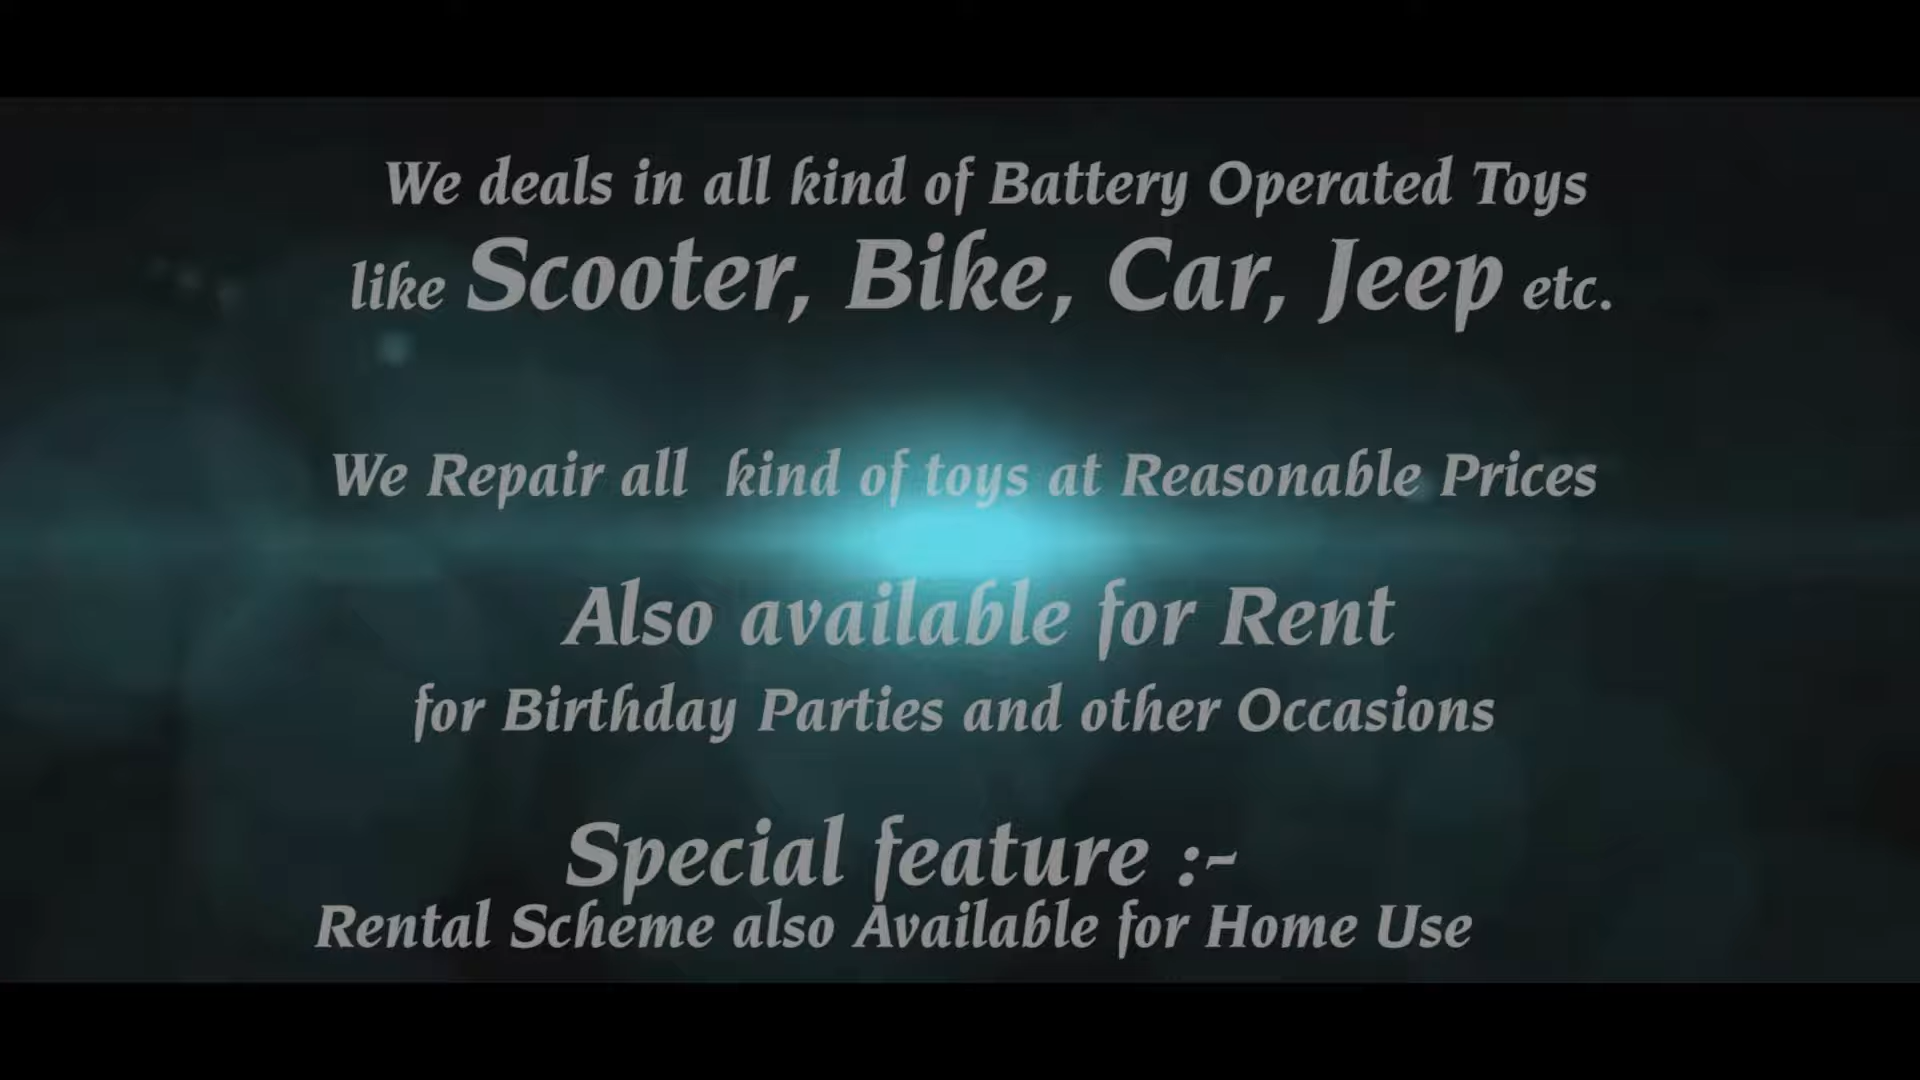 We deals in all kind of Battery Operated Toys
like Scooter, Bike, Car, Jeep etc.
We Repair all kind of toys at Reasonable Prices
Also available for Rent
for Birthday Parties and other Occasions
Special feature :-
Rental Scheme also Available for Home Use